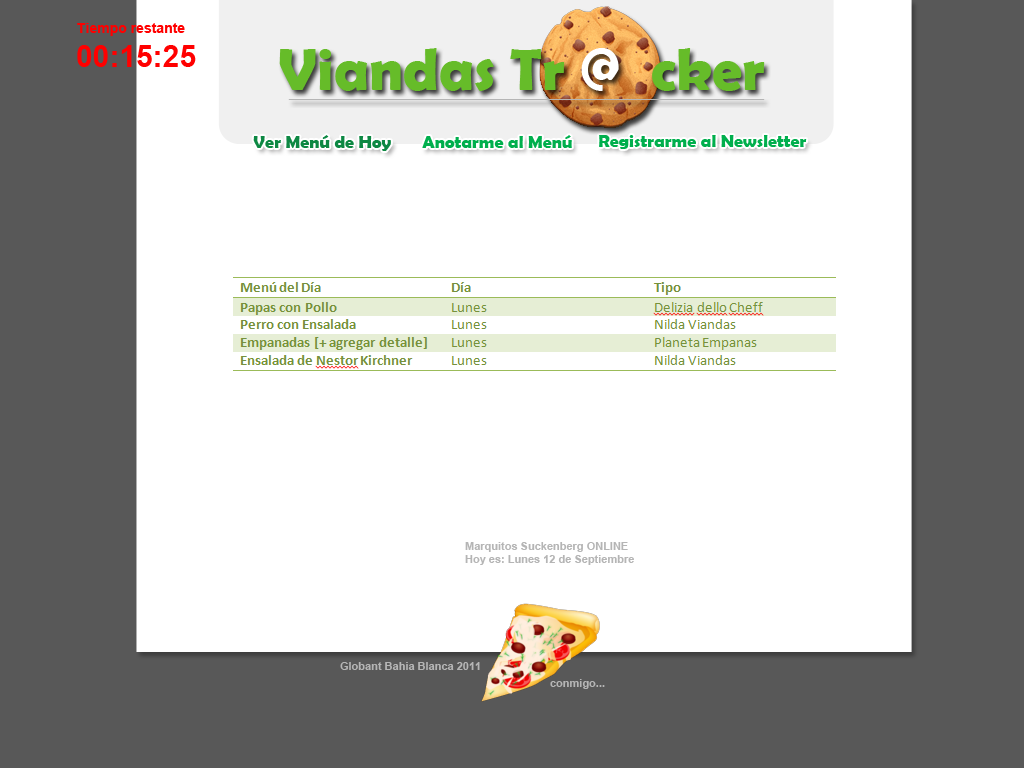 Tiempo restante
00:15:25
Viandas Tr@cker
Ver Menú de Hoy Anotarme al Menú Registrarme al Newsletter
Menú del Día Día Tipo
Papas con Pollo Lunes Delizia dello Cheff
Perro con Ensalada Lunes Nilda Viandas
Empanadas [+ agregar detalle] Lunes Planeta Empanas
Ensalada de Nestor Kirchner Lunes Nilda Viandas
Marquitos Suckenberg ONLINE
Hoy es: Lunes 12 de Septiembre
Globant Bahia Blanca 2011
conmigo...